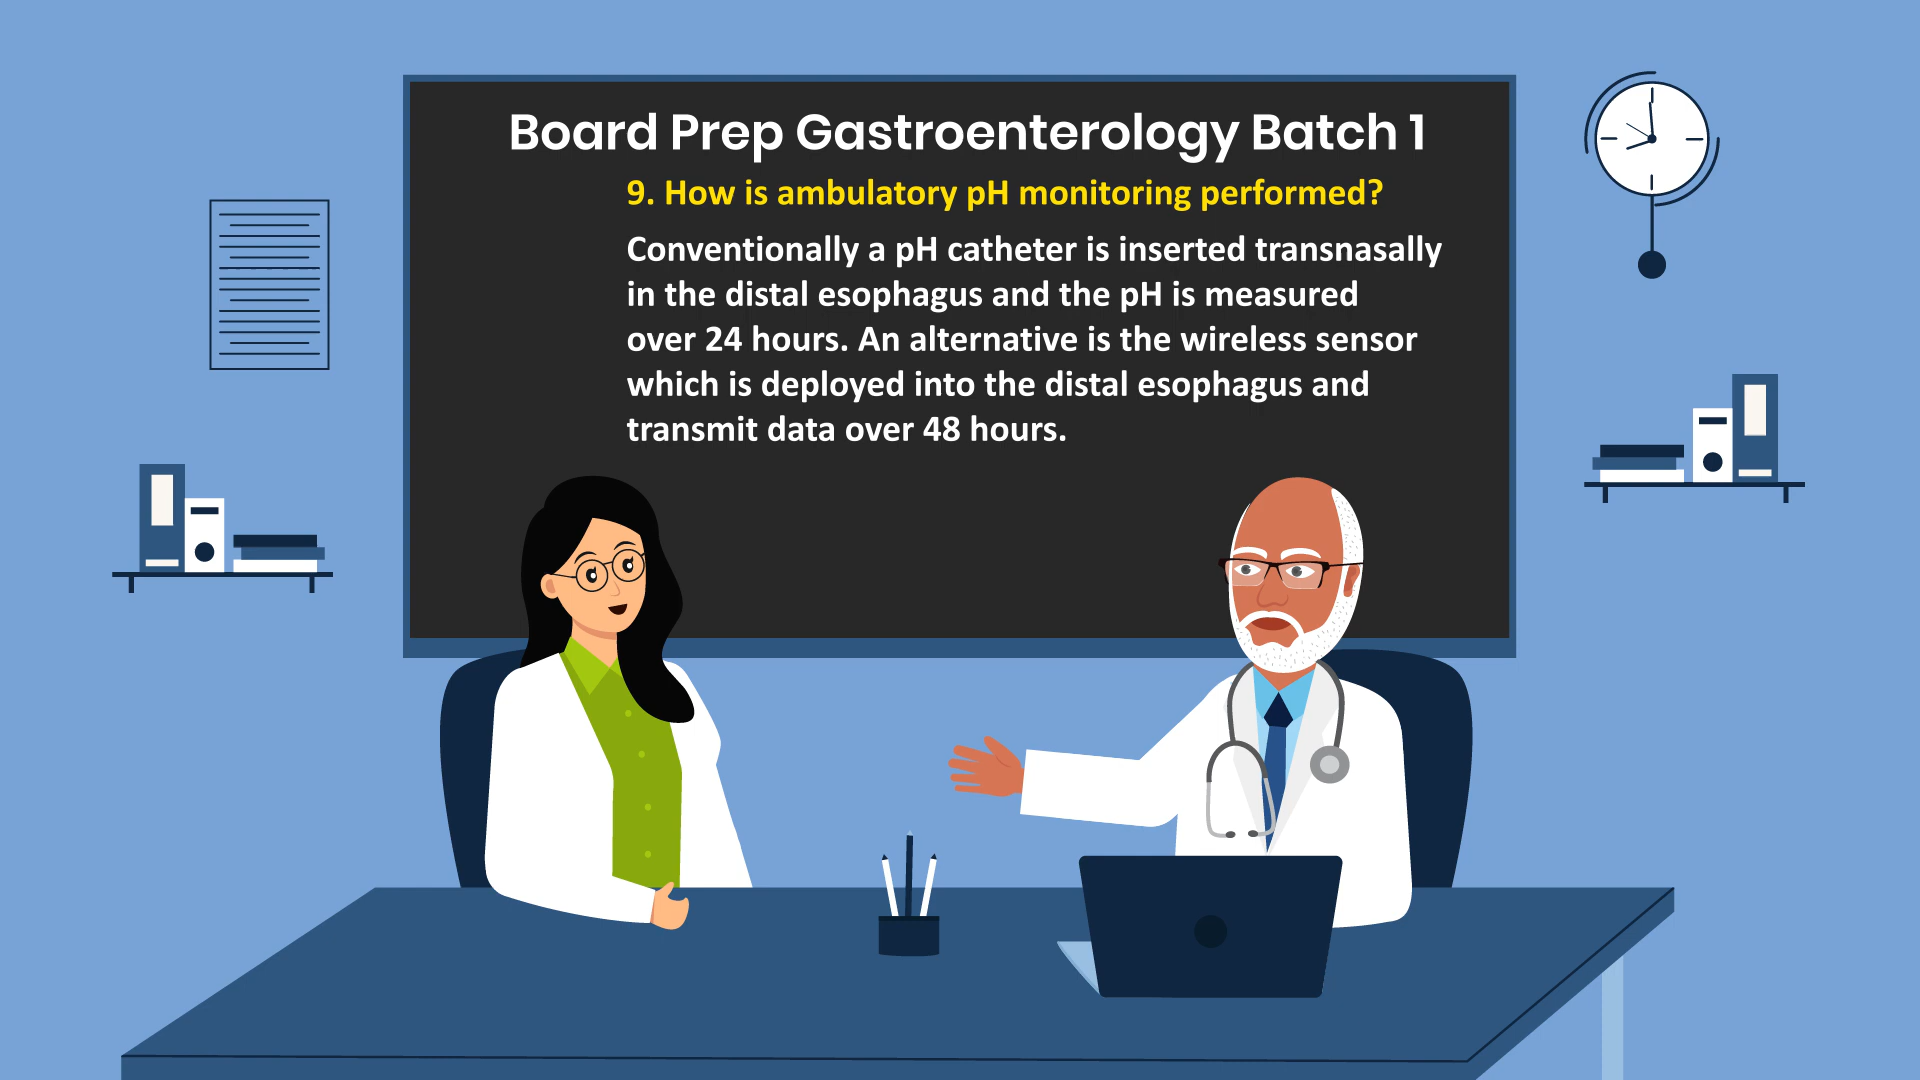 Board Prep Gastroenterology Batch 1
9. How is ambulatory pH monitoring performed?
Conventionally a pH catheter is inserted transnasally
in the distal esophagus and the pH is measured
over 24 hours. An alternative is the wireless sensor
which is deployed into the distal esophagus and
transmit data over 48 hours.